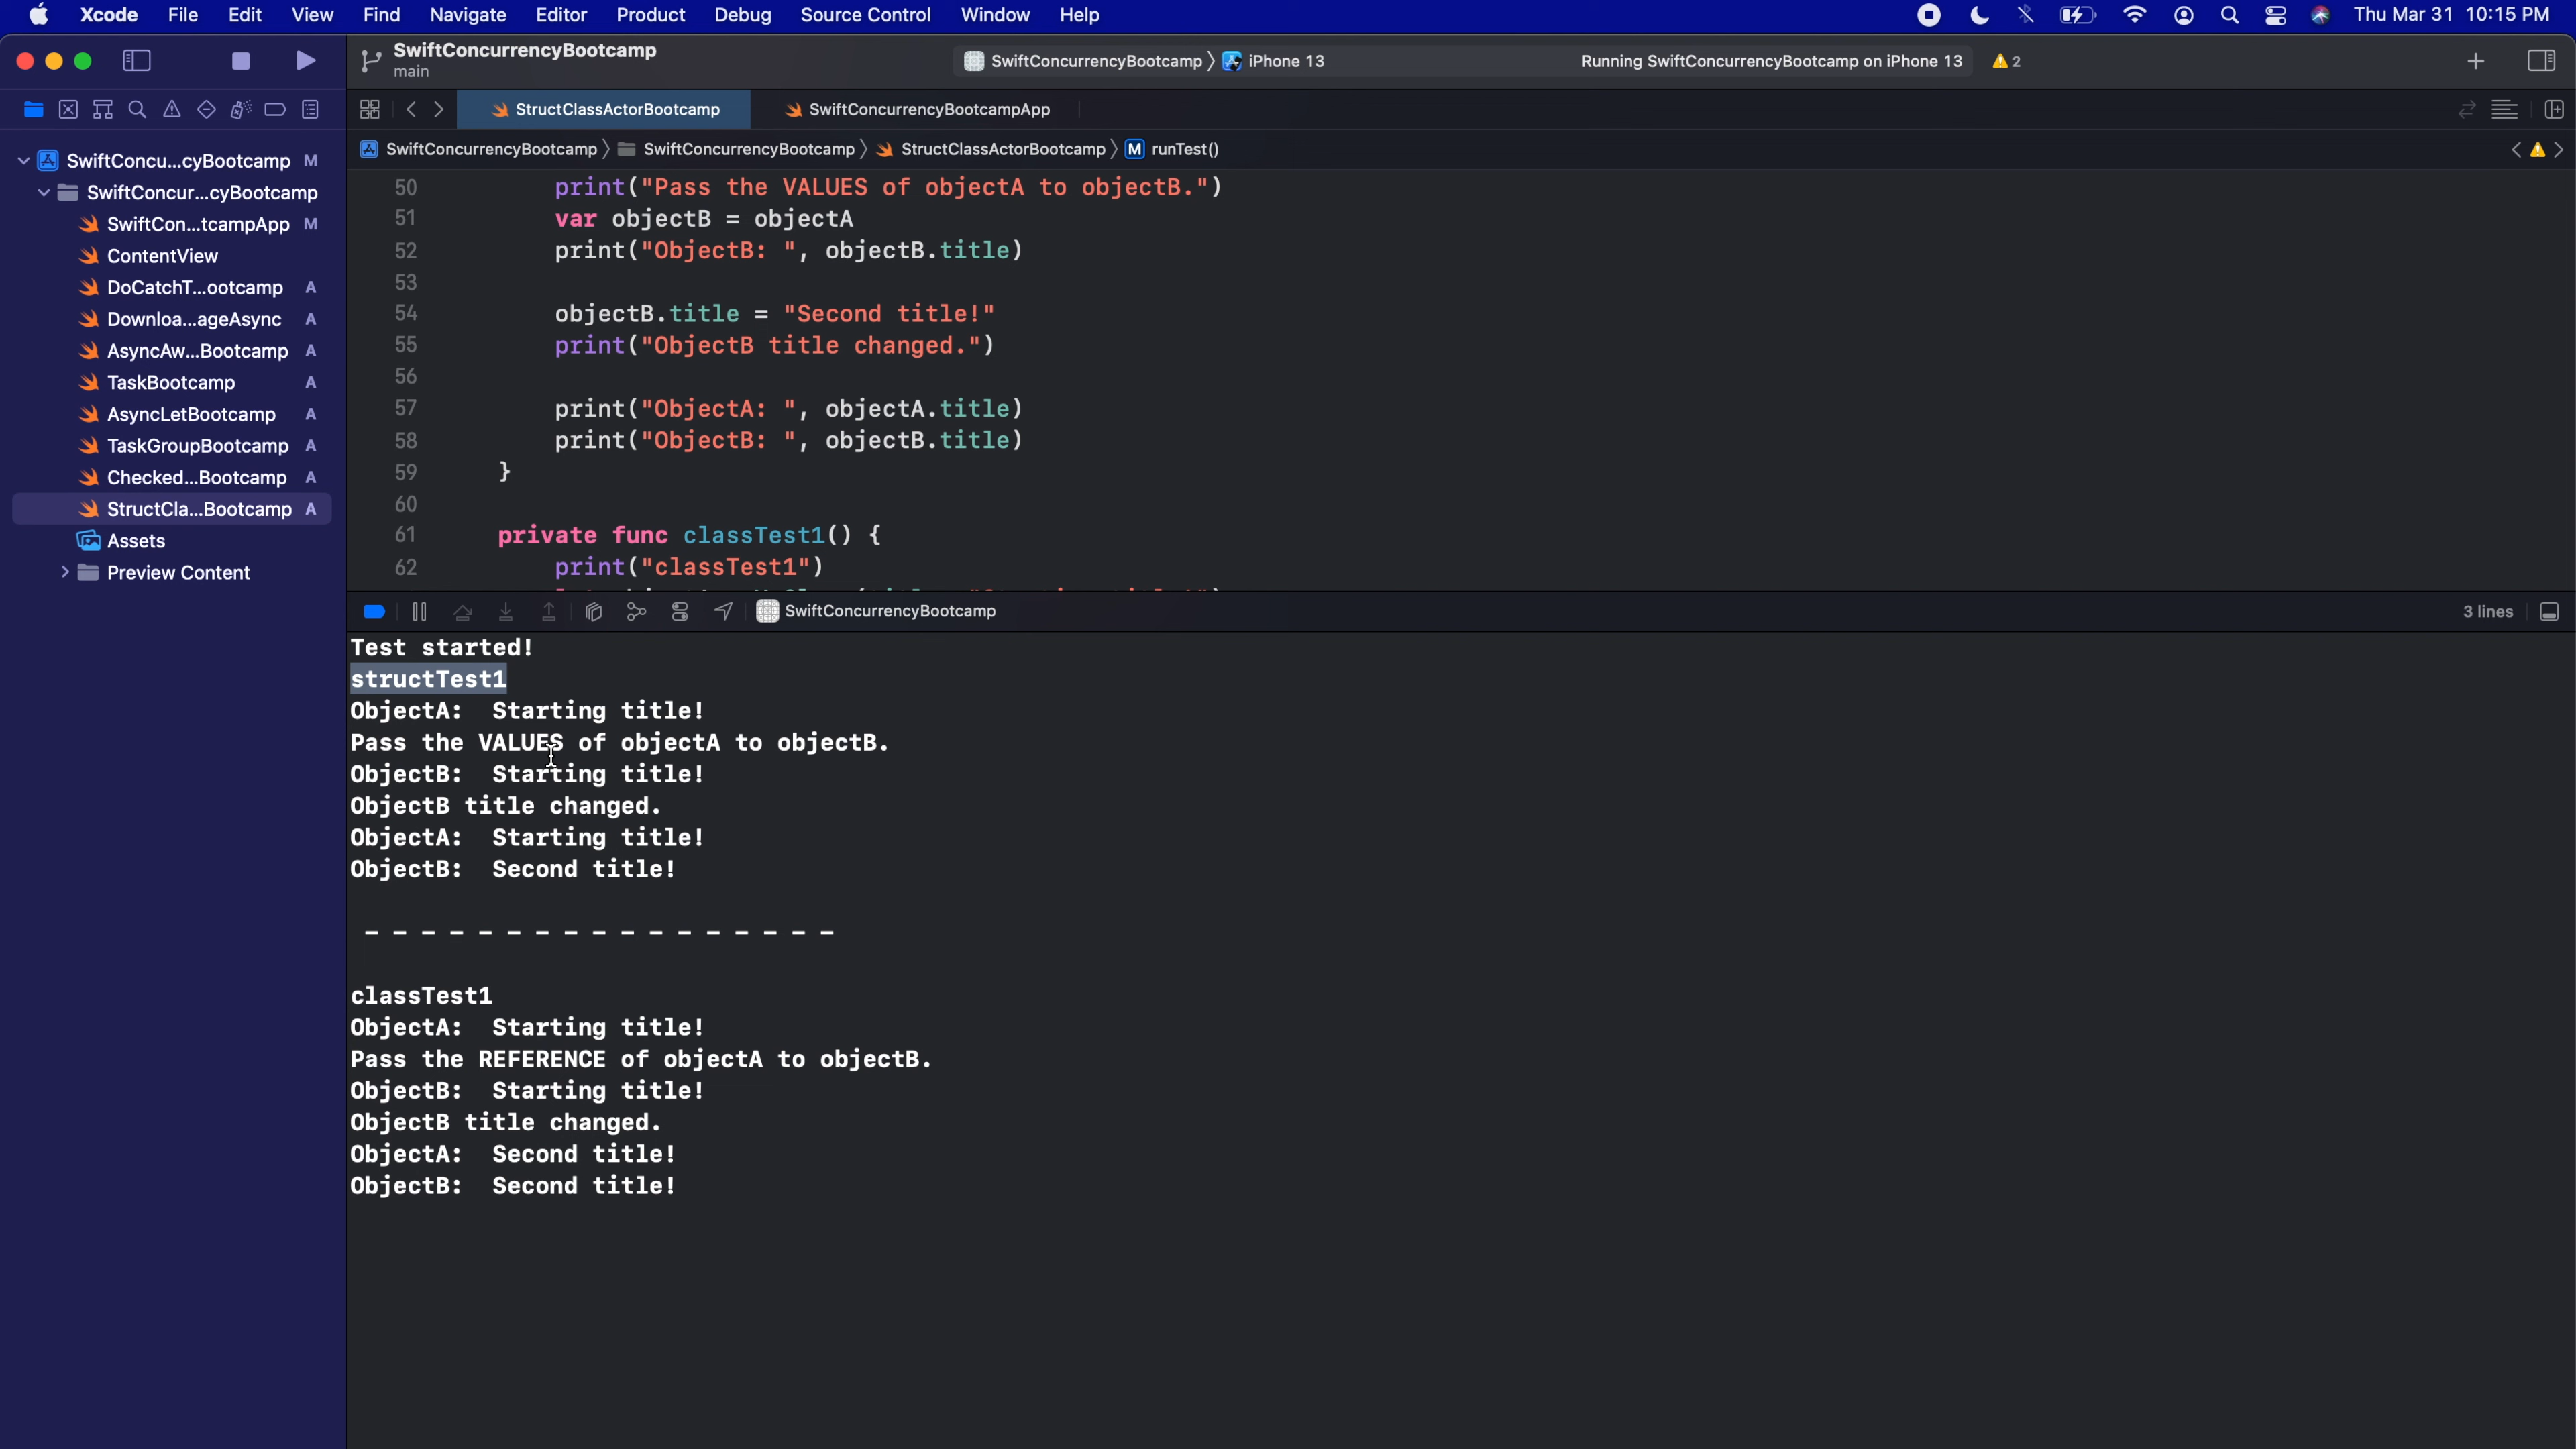 Xcode File Edit View Find Navigate Editor Product Debug Source Control Window Help Thu Mar 31 10:15 PM
SwiftConcurrencyBootcamp
main
SwiftConcurrencyBootcamp 〉 iPhone 13 Running SwiftConcurrencyBootcamp on iPhone 13 2
StructClassActorBootcamp SwiftConcurrencyBootcampApp
SwiftConcurrencyBootcamp 〉 SwiftConcurrencyBootcamp 〉 StructClassActorBootcamp 〉 M runTest()
SwiftConcu...cyBootcamp M
SwiftConcur...cyBootcamp
SwiftCon...tcampApp M
ContentView
DoCatchT...ootcamp A
Downloa...ageAsync A
AsyncAw...Bootcamp A
TaskBootcamp A
AsyncLetBootcamp A
TaskGroupBootcamp A
Checked...Bootcamp A
StructCla...Bootcamp A
Assets
Preview Content
50 print("Pass the VALUES of objectA to objectB.")
51 var objectB = objectA
52 print("ObjectB: ", objectB.title)
53
54 objectB.title = "Second title!"
55 print("ObjectB title changed.")
56
57 print("ObjectA: ", objectA.title)
58 print("ObjectB: ", objectB.title)
59 }
60
61 private func classTest1() {
62 print("classTest1")
SwiftConcurrencyBootcamp 3 lines
Test started!
structTest1
ObjectA:  Starting title!
Pass the VALUES of objectA to objectB.
ObjectB:  Starting title!
ObjectB title changed.
ObjectA:  Starting title!
ObjectB:  Second title!
- - - - - - - - - - - - - - - - -
classTest1
ObjectA:  Starting title!
Pass the REFERENCE of objectA to objectB.
ObjectB:  Starting title!
ObjectB title changed.
ObjectA:  Second title!
ObjectB:  Second title!